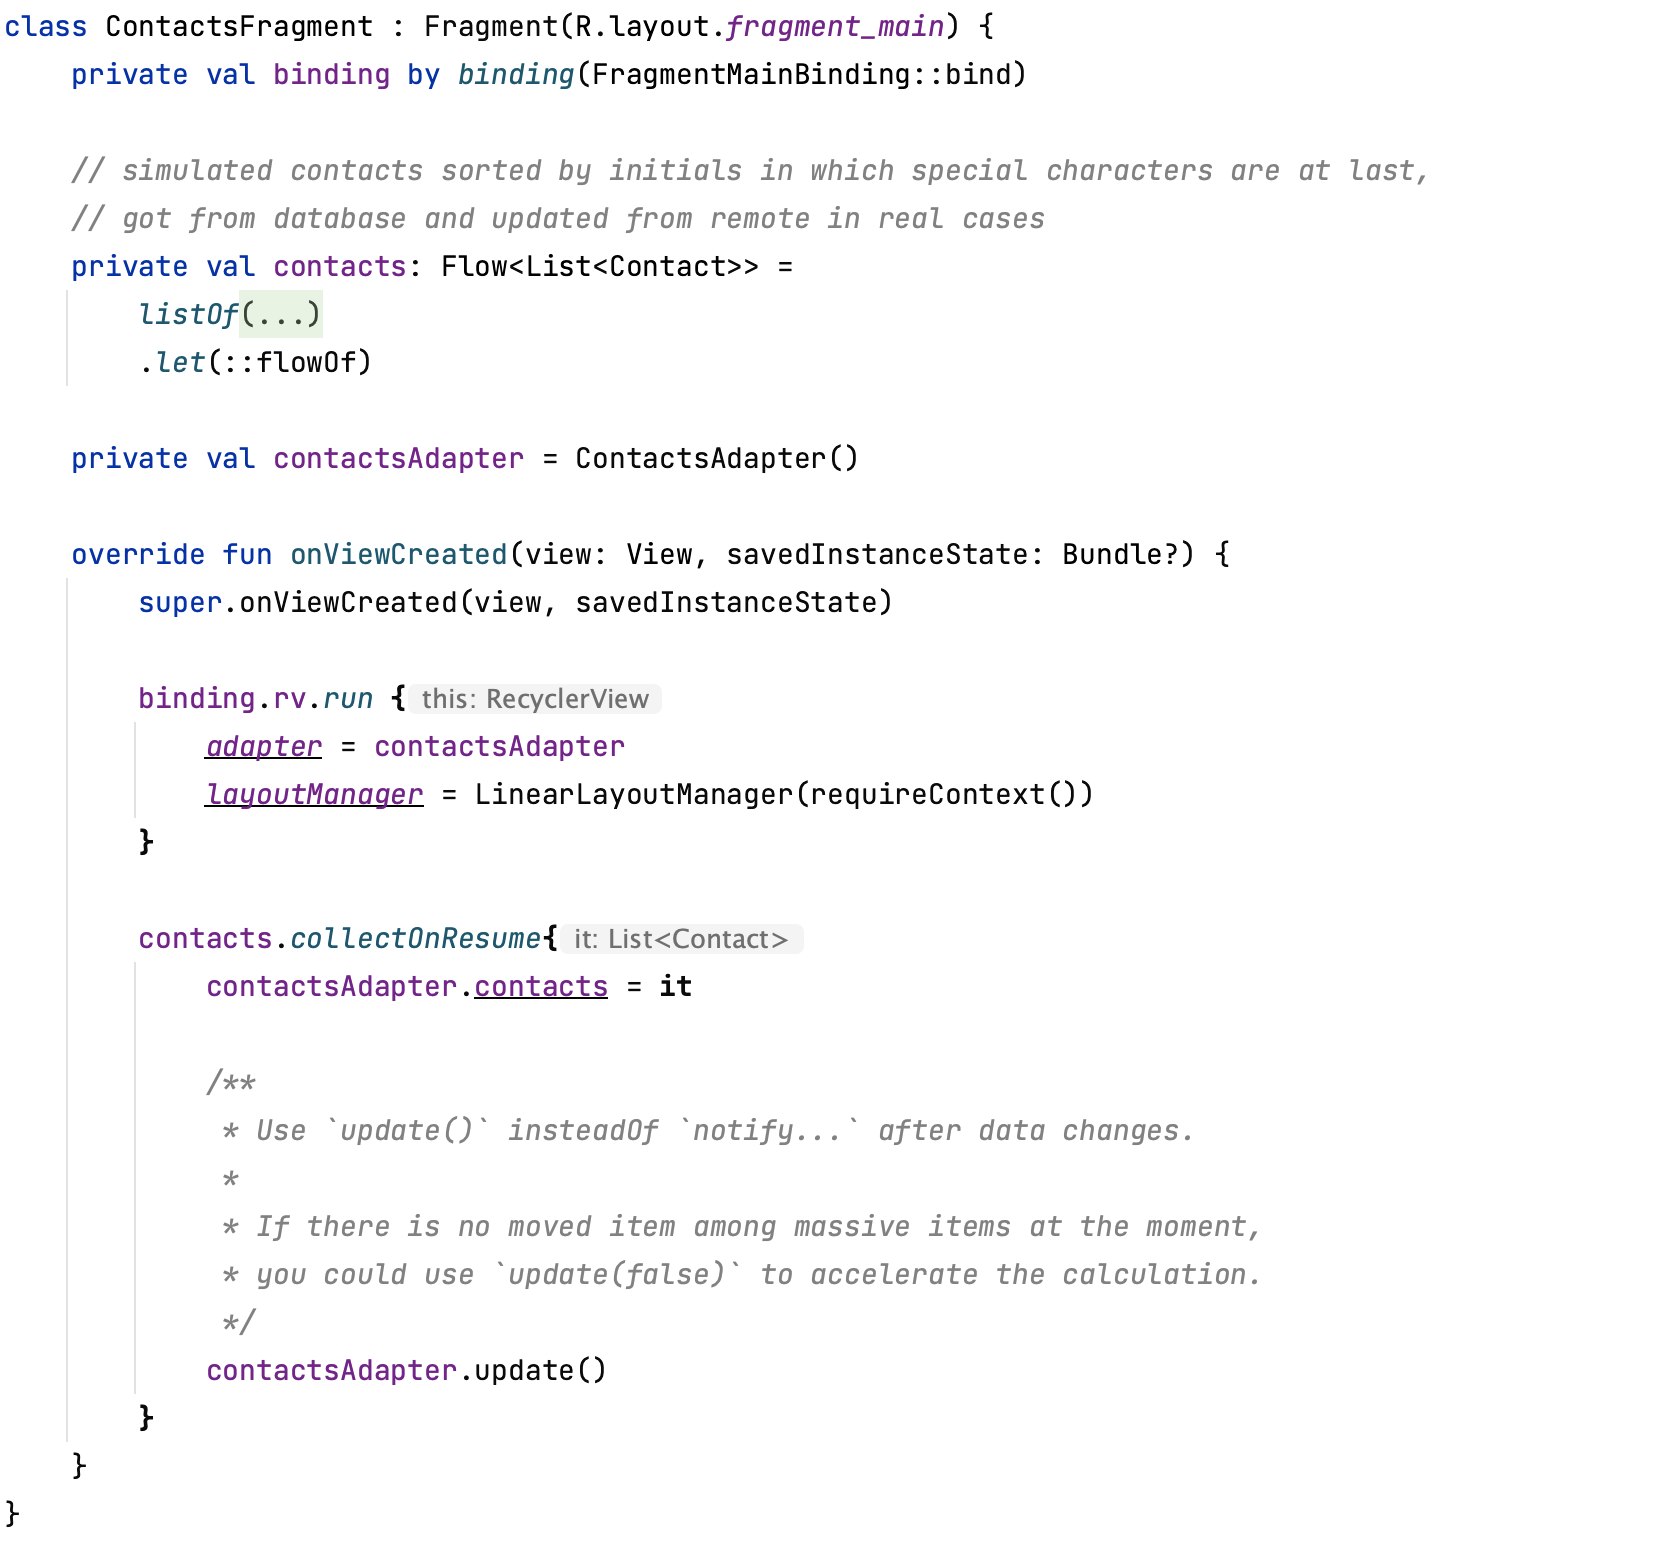 class ContactsFragment : Fragment(R.layout.fragment_main) {
    private val binding by binding(FragmentMainBinding::bind)

    // simulated contacts sorted by initials in which special characters are at last,
    // got from database and updated from remote in real cases
    private val contacts: Flow<List<Contact>> =
        listOf(...)
        .let(::flowOf)

    private val contactsAdapter = ContactsAdapter()

    override fun onViewCreated(view: View, savedInstanceState: Bundle?) {
        super.onViewCreated(view, savedInstanceState)

        binding.rv.run { this: RecyclerView
            adapter = contactsAdapter
            layoutManager = LinearLayoutManager(requireContext())
        }

        contacts.collectOnResume{ it: List<Contact>
            contactsAdapter.contacts = it

            /**
             * Use `update()` insteadOf `notify...` after data changes.
             *
             * If there is no moved item among massive items at the moment,
             * you could use `update(false)` to accelerate the calculation.
             */
            contactsAdapter.update()
        }
    }
}